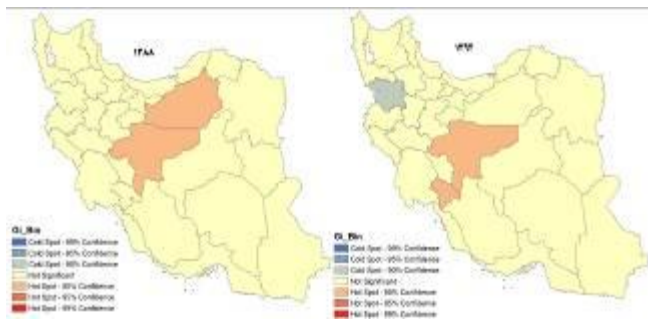 ۱۳۸۸
Gi_Bin
Cold Spot - 99% Confidence
Cold Spot - 95% Confidence
Cold Spot - 90% Confidence
Not Significant
Hot Spot - 90% Confidence
Hot Spot - 95% Confidence
Hot Spot - 99% Confidence
Gi_Bin
Cold Spot - 99% Confidence
Cold Spot - 95% Confidence
Cold Spot - 90% Confidence
Not Significant
Hot Spot - 90% Confidence
Hot Spot - 95% Confidence
Hot Spot - 99% Confidence